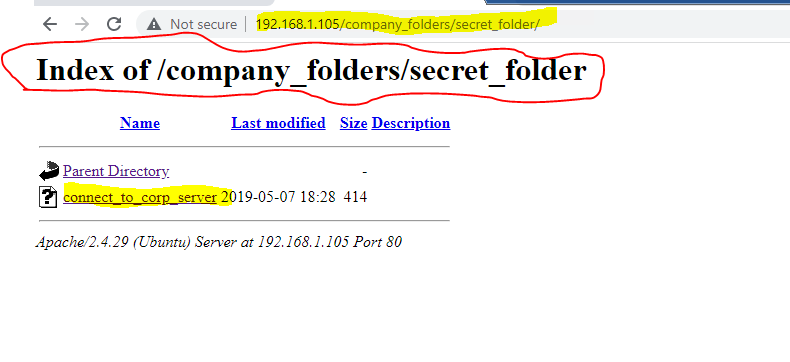 Not secure | 192.168.1.105/company_folders/secret_folder/
Index of /company_folders/secret_folder
Name Last modified Size Description
Parent Directory -
connect_to_corp_server 2019-05-07 18:28 414
Apache/2.4.29 (Ubuntu) Server at 192.168.1.105 Port 80